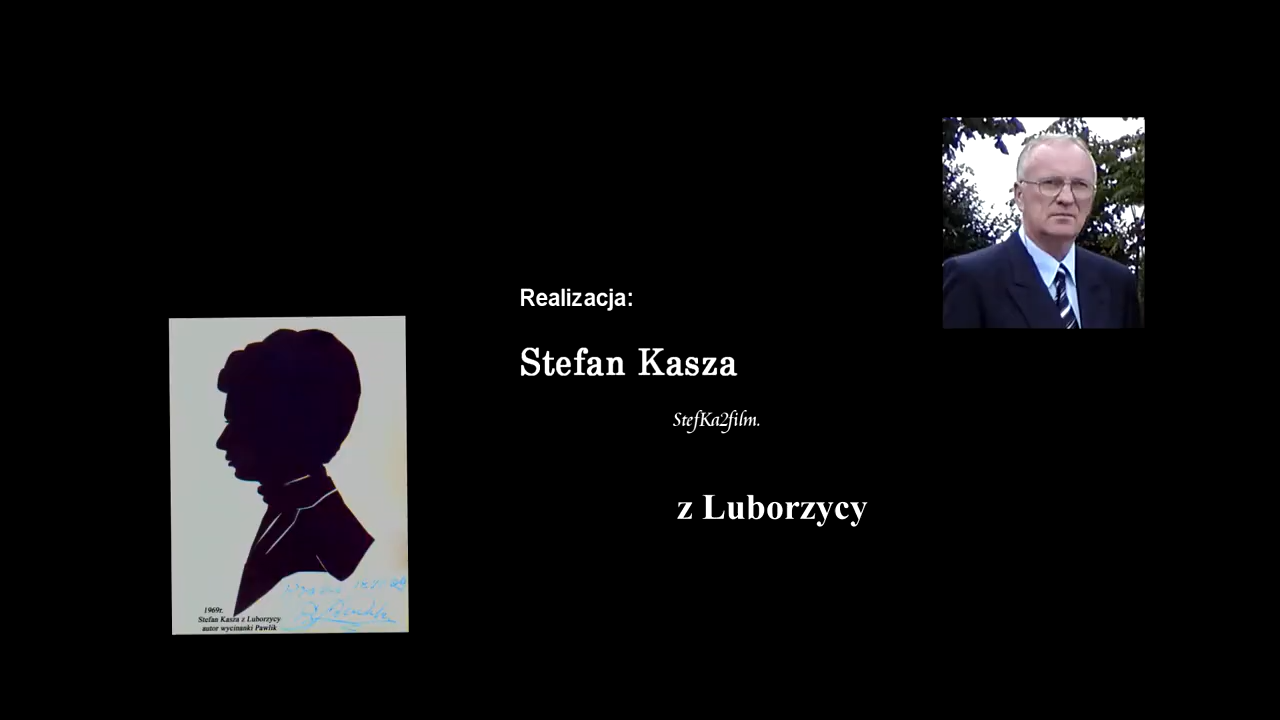 Realizacja:
Stefan Kasza
StefKa2film.
z Luborzycy
1969r.
Stefan Kasza z Luborzycy
autor wycinanki Pawlik